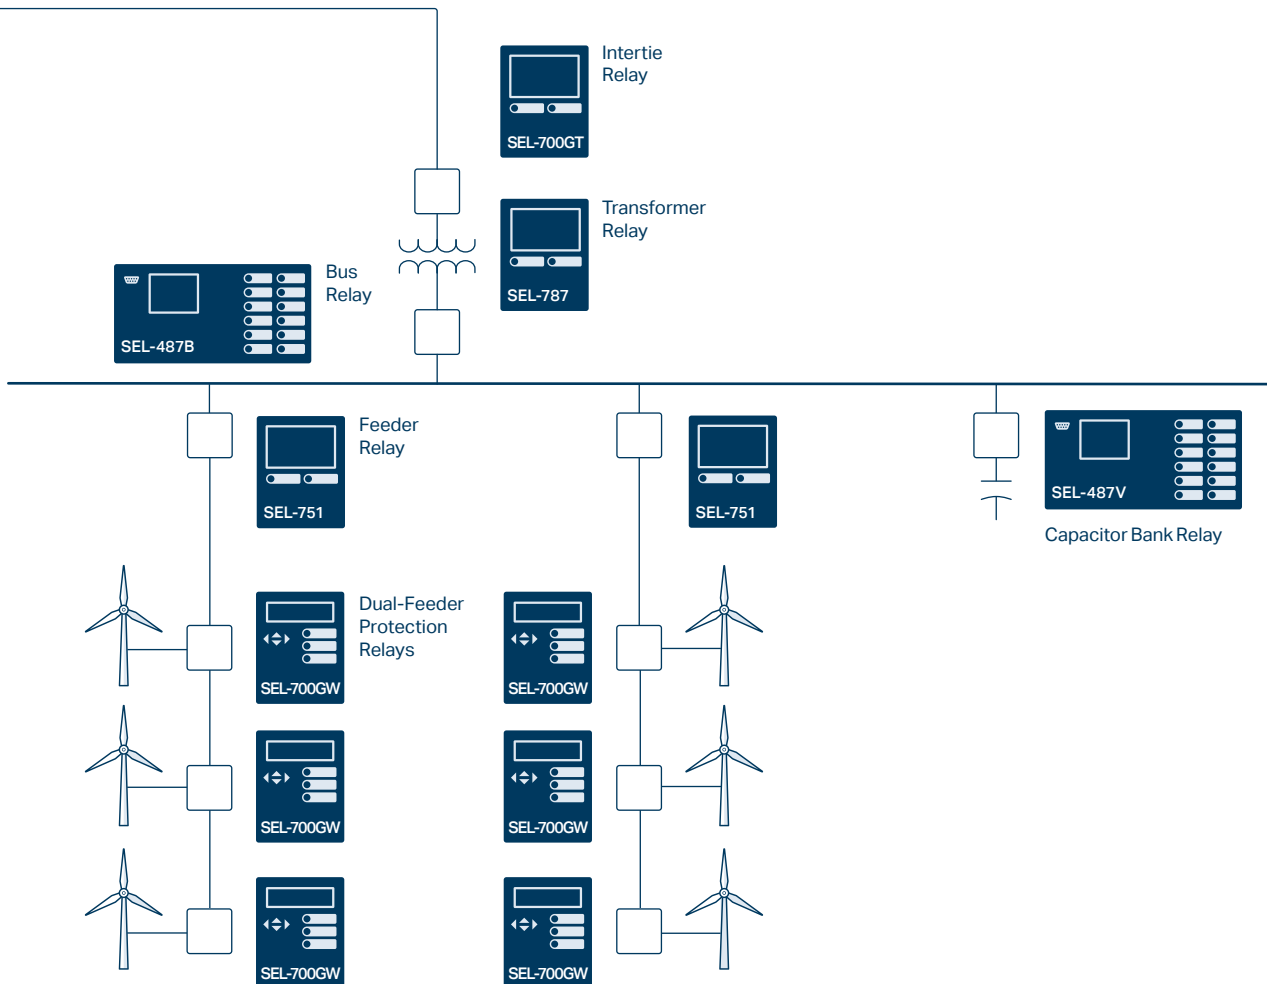 Intertie
Relay
SEL-700GT
Transformer
Relay
SEL-787
Bus
Relay
SEL-487B
Feeder
Relay
SEL-751
SEL-751
SEL-487V
Capacitor Bank Relay
Dual-Feeder
Protection
Relays
SEL-700GW
SEL-700GW
SEL-700GW
SEL-700GW
SEL-700GW
SEL-700GW